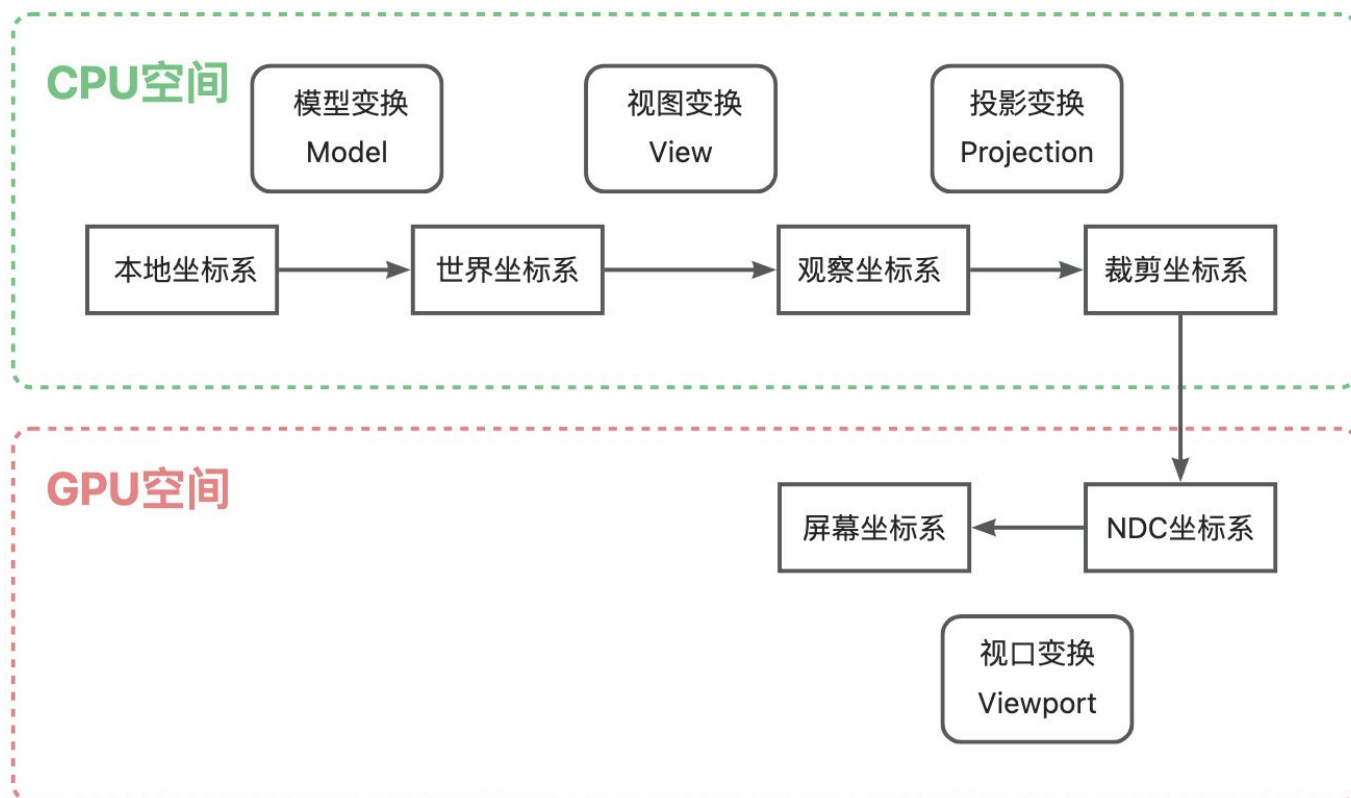 CPU空间
模型变换
Model
视图变换
View
投影变换
Projection
本地坐标系
世界坐标系
观察坐标系
裁剪坐标系
GPU空间
屏幕坐标系
NDC坐标系
视口变换
Viewport